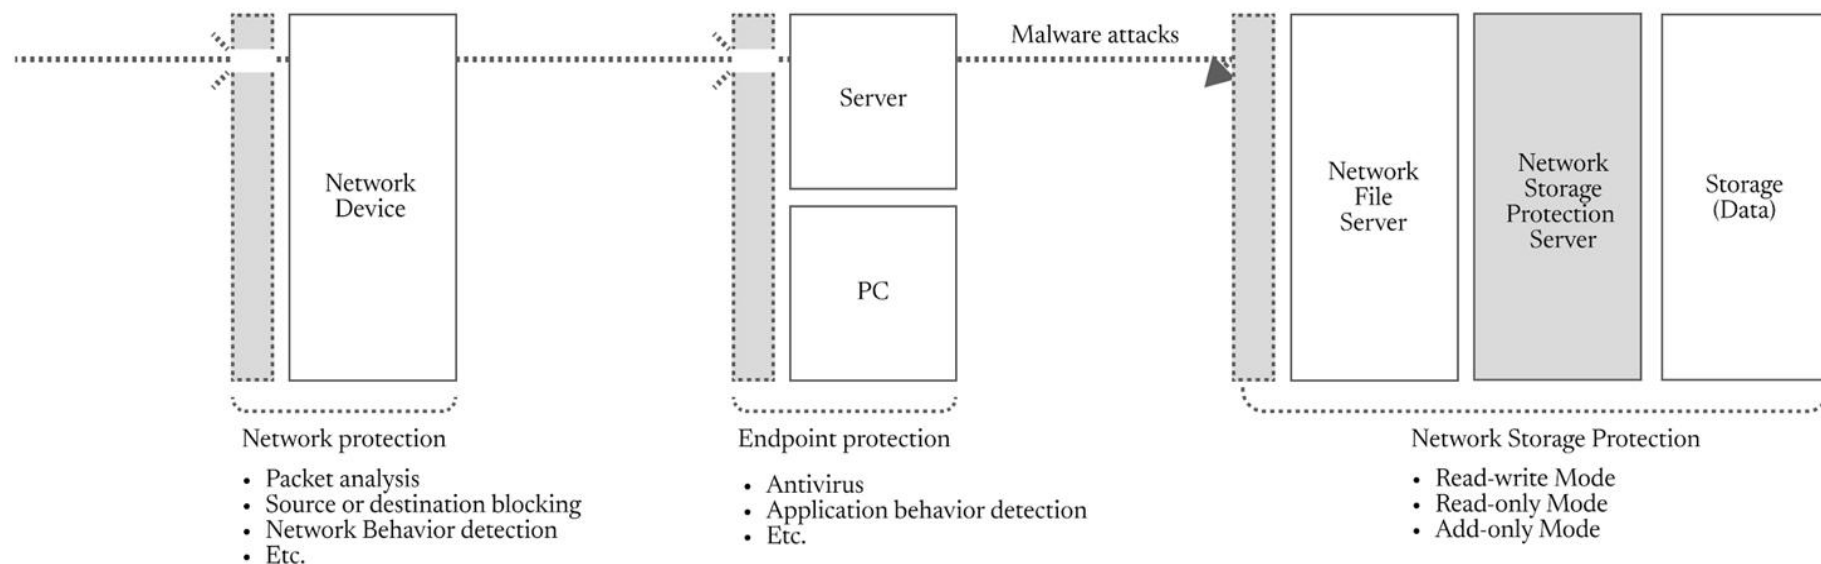 Malware attacks
Network
Device
Server
PC
Network
File
Server
Network
Storage
Protection
Server
Storage
(Data)
Network protection
• Packet analysis
• Source or destination blocking
• Network Behavior detection
• Etc.
Endpoint protection
• Antivirus
• Application behavior detection
• Etc.
Network Storage Protection
• Read-write Mode
• Read-only Mode
• Add-only Mode